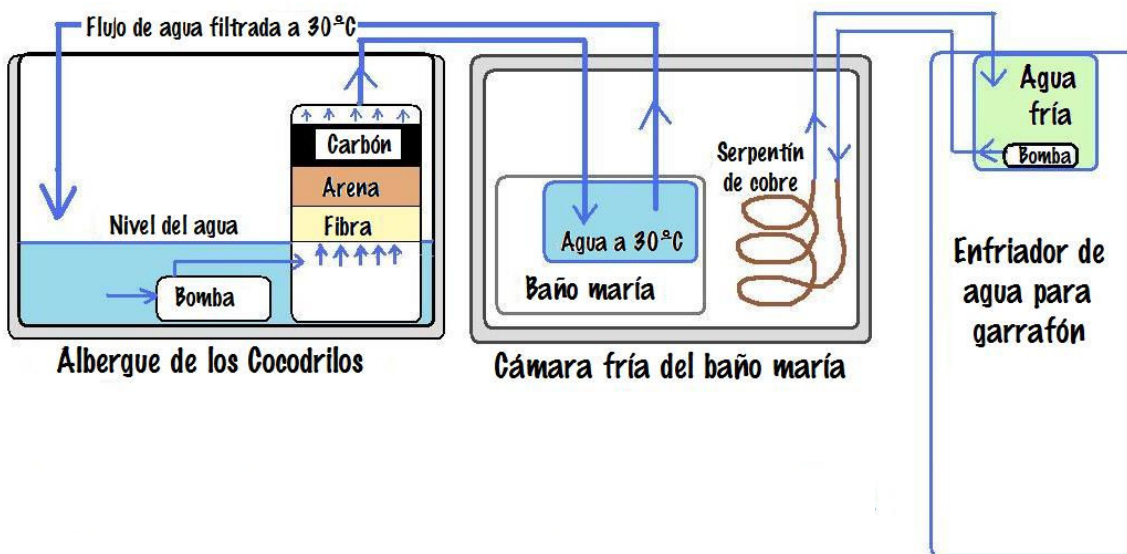 Flujo de agua filtrada a 30°C
Carbón
Arena
Fibra
Nivel del agua
Bomba
Albergue de los Cocodrilos
Agua a 30°C
Baño maría
Serpentín
de cobre
Cámara fría del baño maría
Agua
fría
Bomba
Enfriador de
agua para
garrafón